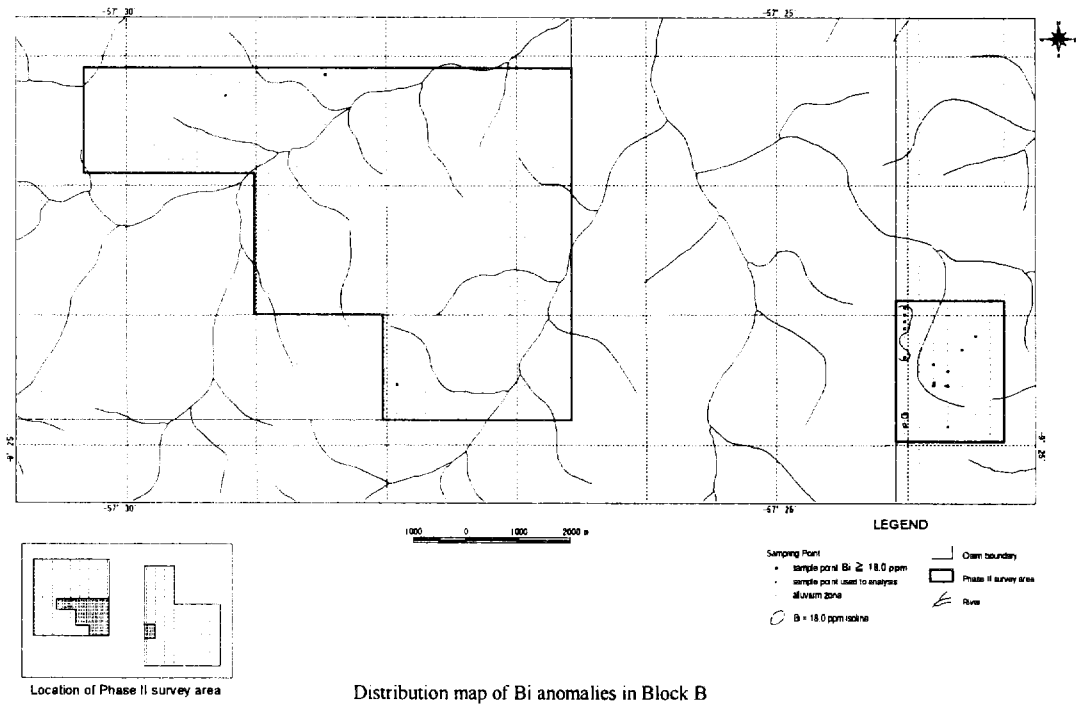 -57° 30
-57° 25
-9° 25
-9° 25'
-57° 30
-57° 25'
1000 0 1000 2000 m
LEGEND
Sampling Point
sample point Bi ≧ 18.0 ppm
sample point used to analysis
alluvium zone
Bi = 18.0 ppm isoline
Claim boundary
Phase II survey area
River
Location of Phase II survey area
Distribution map of Bi anomalies in Block B